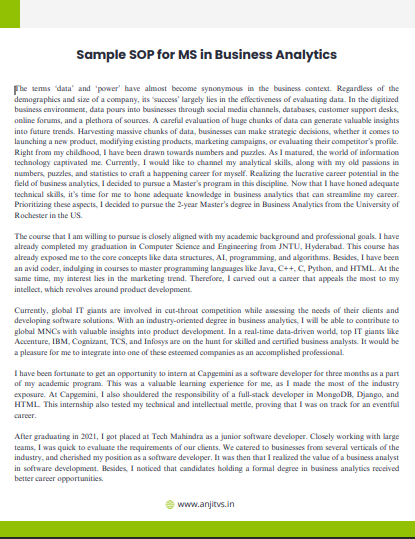 Sample SOP for MS in Business Analytics
The terms ‘data’ and ‘power’ have almost become synonymous in the business context. Regardless of the
demographics and size of a company, its ‘success’ largely lies in the effectiveness of evaluating data. In the digitized
business environment, data pours into businesses through social media channels, databases, customer support desks,
online forums, and a plethora of sources. A careful evaluation of huge chunks of data can generate valuable insights
into future trends. Harvesting massive chunks of data, businesses can make strategic decisions, whether it comes to
launching a new product, modifying existing products, marketing campaigns, or evaluating their competitor’s profile.
Right from my childhood, I have been drawn towards numbers and puzzles. As I matured, the world of information
technology captivated me. Currently, I would like to channel my analytical skills, along with my old passions in
numbers, puzzles, and statistics to craft a happening career for myself. Realizing the lucrative career potential in the
field of business analytics, I decided to pursue a Master’s program in this discipline. Now that I have honed adequate
technical skills, it’s time for me to hone adequate knowledge in business analytics that can streamline my career.
Prioritizing these aspects, I decided to pursue the 2-year Master’s degree in Business Analytics from the University of
Rochester in the US.
The course that I am willing to pursue is closely aligned with my academic background and professional goals. I have
already completed my graduation in Computer Science and Engineering from JNTU, Hyderabad. This course has
already exposed me to the core concepts like data structures, AI, programming, and algorithms. Besides, I have been
an avid coder, indulging in courses to master programming languages like Java, C++, C, Python, and HTML. At the
same time, my interest lies in the marketing trend. Therefore, I carved out a career that appeals the most to my
intellect, which revolves around product development.
Currently, global IT giants are involved in cut-throat competition while assessing the needs of their clients and
developing software solutions. With an industry-oriented degree in business analytics, I will be able to contribute to
global MNCs with valuable insights into product development. In a real-time data-driven world, top IT giants like
Accenture, IBM, Cognizant, TCS, and Infosys are on the hunt for skilled and certified business analysts. It would be
a pleasure for me to integrate into one of these esteemed companies as an accomplished professional.
I have been fortunate to get an opportunity to intern at Capgemini as a software developer for three months as a part
of my academic program. This was a valuable learning experience for me, as I made the most of the industry
exposure. At Capgemini, I also shouldered the responsibility of a full-stack developer in MongoDB, Django, and
HTML. This internship also tested my technical and intellectual mettle, proving that I was on track for an eventful
career.
After graduating in 2021, I got placed at Tech Mahindra as a junior software developer. Closely working with large
teams, I was quick to evaluate the requirements of our clients. We catered to businesses from several verticals of the
industry, and cherished my position as a software developer. It was then that I realized the value of a business analyst
in software development. Besides, I noticed that candidates holding a formal degree in business analytics received
better career opportunities.
www.anjitvs.in